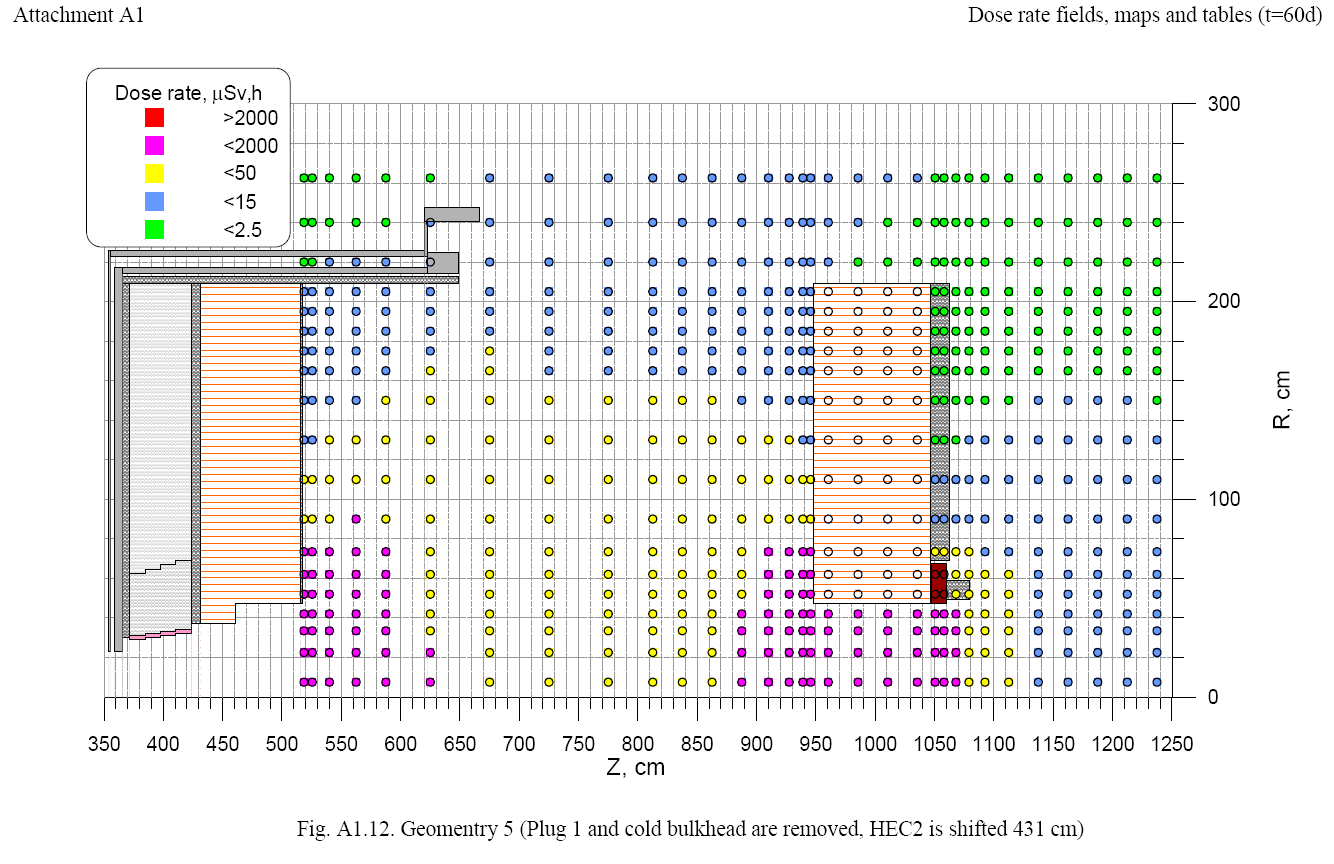 Attachment A1
Dose rate fields, maps and tables (t=60d)
Dose rate, μSv,h
>2000
<2000
<50
<15
<2.5
300
200
100
0
R, cm
350 400 450 500 550 600 650 700 750 800 850 900 950 1000 1050 1100 1150 1200 1250
Z, cm
Fig. A1.12. Geomentry 5 (Plug 1 and cold bulkhead are removed, HEC2 is shifted 431 cm)